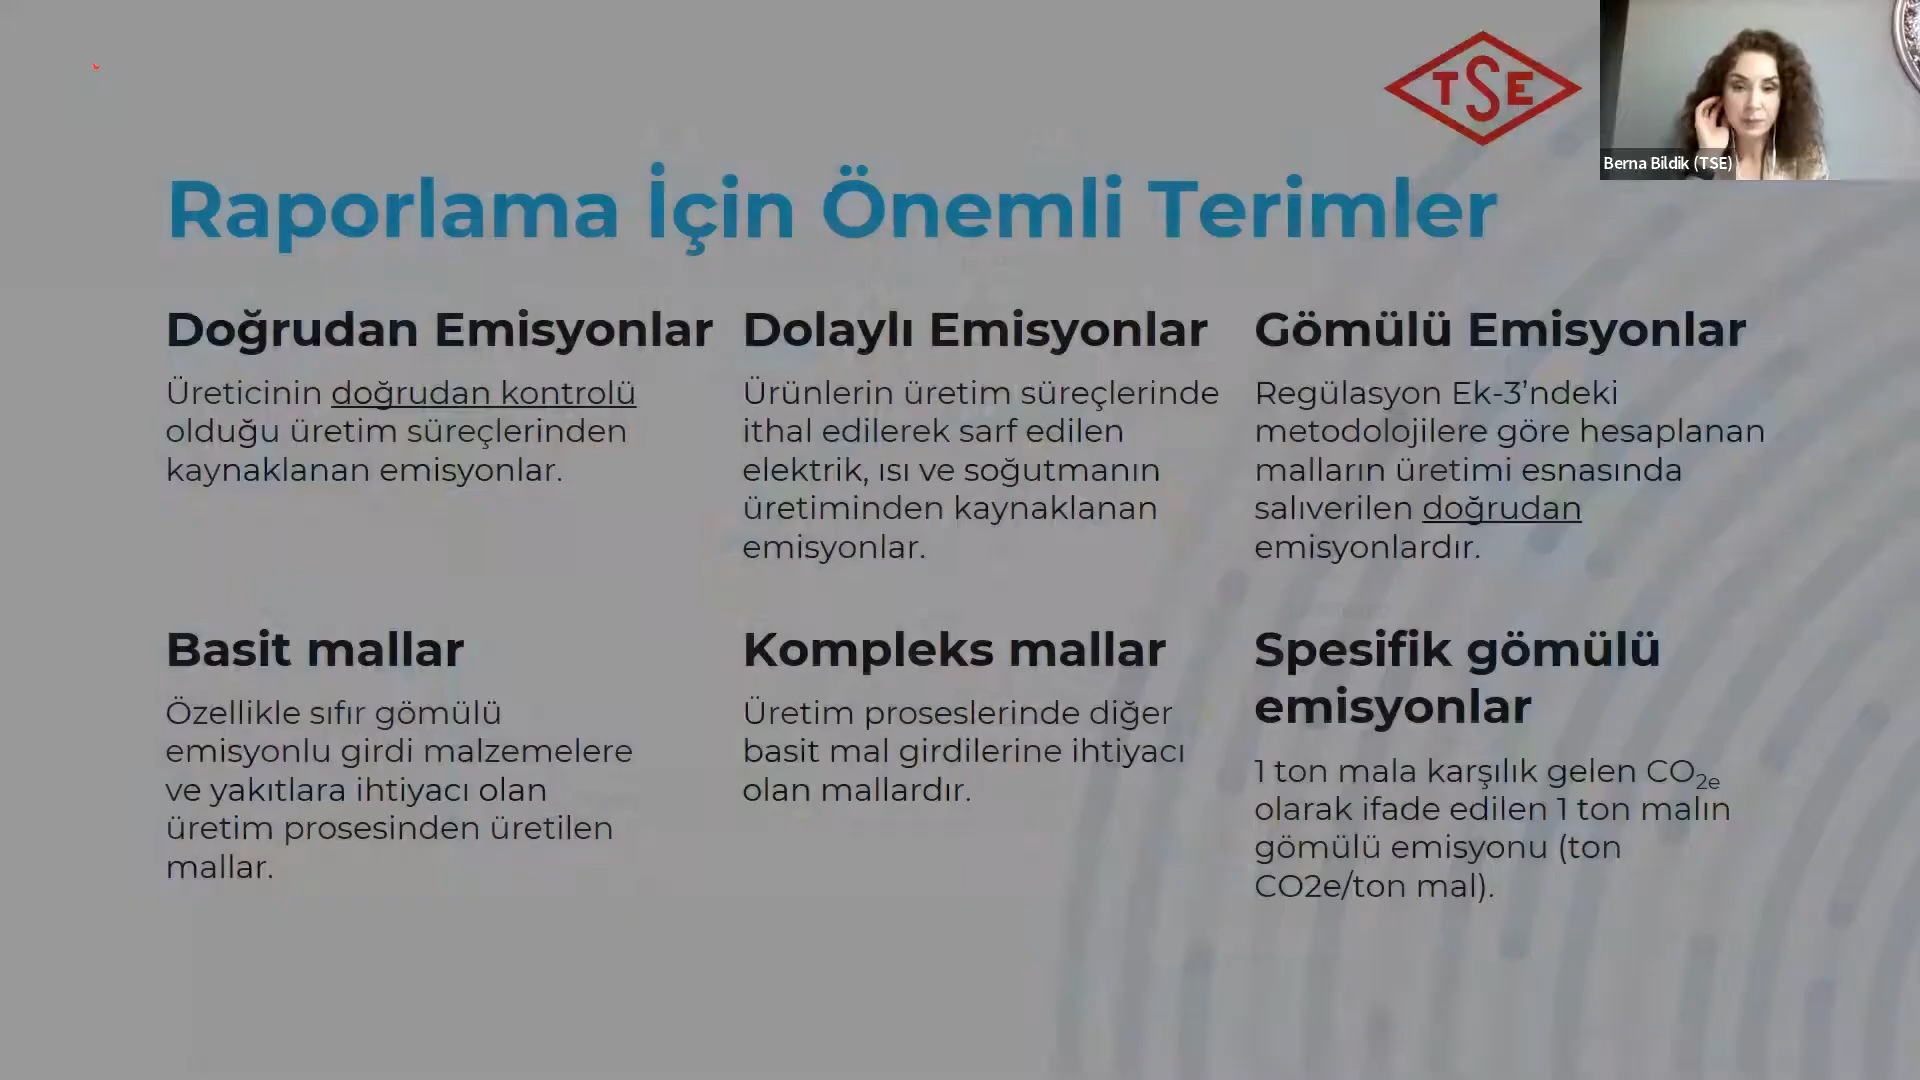 TSE
Berna Bildik (TSE)
Raporlama İçin Önemli Terimler
Doğrudan Emisyonlar
Üreticinin doğrudan kontrolü
olduğu üretim süreçlerinden
kaynaklanan emisyonlar.
Dolaylı Emisyonlar
Ürünlerin üretim süreçlerinde
ithal edilerek sarf edilen
elektrik, ısı ve soğutmanın
üretiminden kaynaklanan
emisyonlar.
Gömülü Emisyonlar
Regülasyon Ek-3’ndeki
metodolojilere göre hesaplanan
malların üretimi esnasında
salıverilen doğrudan
emisyonlardır.
Basit mallar
Özellikle sıfır gömülü
emisyonlu girdi malzemelere
ve yakıtlara ihtiyacı olan
üretim prosesinden üretilen
mallar.
Kompleks mallar
Üretim proseslerinde diğer
basit mal girdilerine ihtiyacı
olan mallardır.
Spesifik gömülü
emisyonlar
1 ton mala karşılık gelen CO2e
olarak ifade edilen 1 ton malın
gömülü emisyonu (ton
CO2e/ton mal).